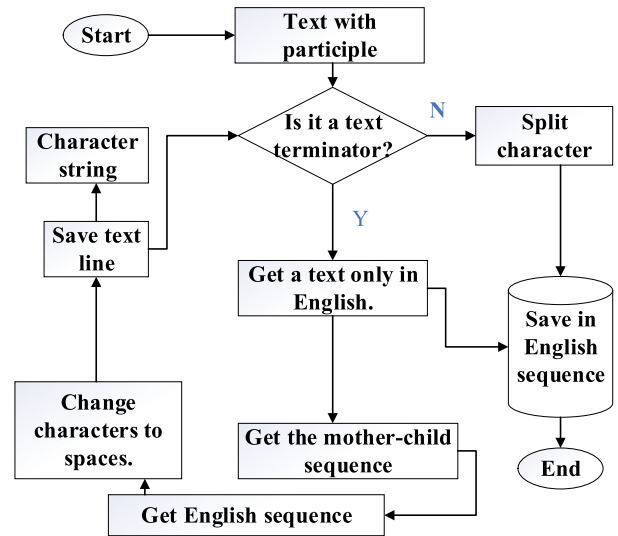 Start
Text with
participle
Is it a text
terminator?
N
Split
character
Character
string
Save text
line
Y
Get a text only in
English.
Save in
English
sequence
Change
characters to
spaces.
Get the mother-child
sequence
End
Get English sequence